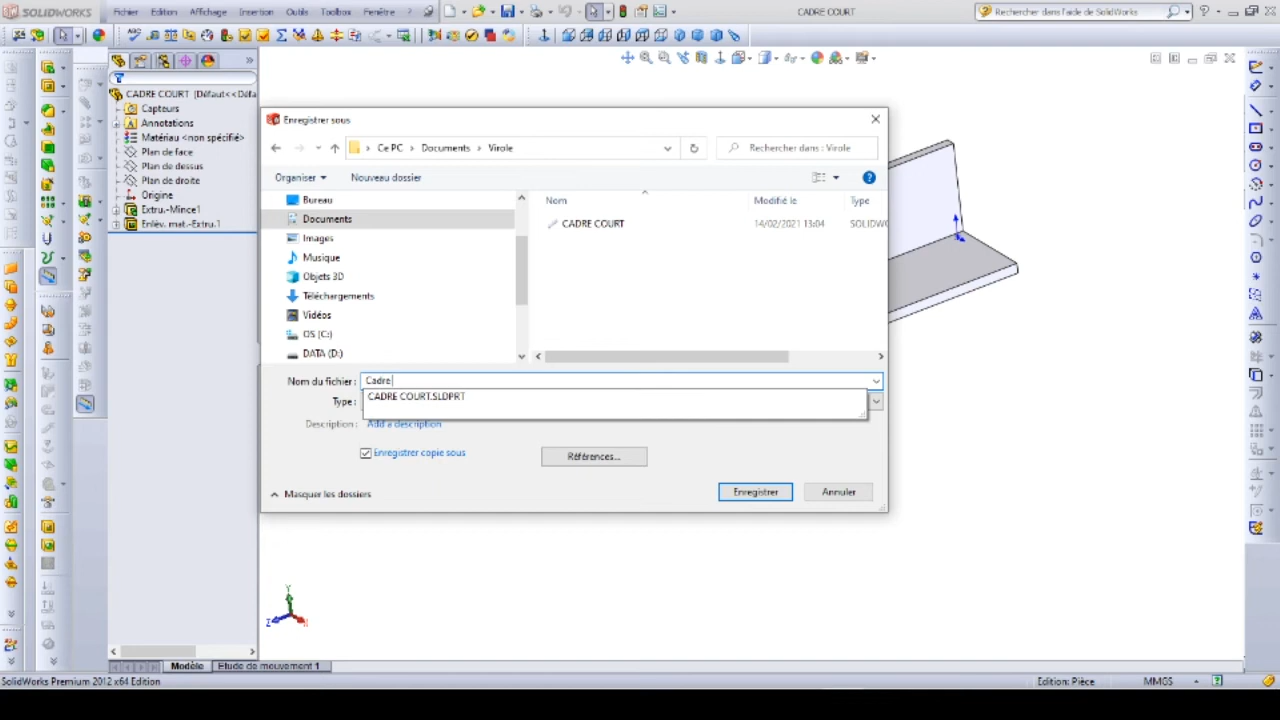 SOLIDWORKS
Fichier Edition Affichage Insertion Outils Toolbox Fenêtre ?
CADRE COURT
Rechercher dans l'aide de SolidWorks
CADRE COURT (Défaut<<Défa
Capteurs
Annotations
Matériau <non spécifié>
Plan de face
Plan de dessus
Plan de droite
Origine
Extru.-Mince1
Enlèv. mat.-Extru.1
Enregistrer sous
Ce PC > Documents > Virole
Rechercher dans : Virole
Organiser
Nouveau dossier
Bureau
Documents
Images
Musique
Objets 3D
Téléchargements
Vidéos
OS (C:)
DATA (D:)
Nom Modifié le Type
CADRE COURT 14/02/2021 13:04 SOLIDWO
Nom du fichier : Cadre
CADRE COURT.SLDPRT
Type :
Description : Add a description
Enregistrer copie sous
Références...
Masquer les dossiers
Enregistrer
Annuler
Y
Z
Modèle Etude de mouvement 1
SolidWorks Premium 2012 x64 Edition
Edition: Pièce
MMGS